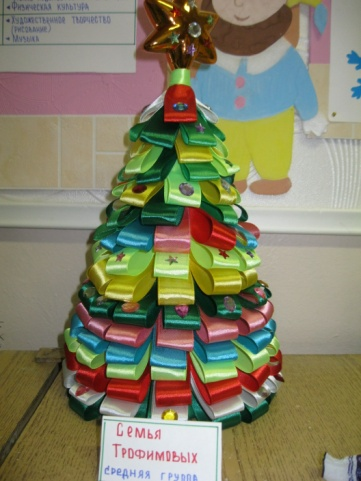 Физическая культура
Художественное творчество
(рисование)
Музыка
Семья
Трофимовых
средняя группа